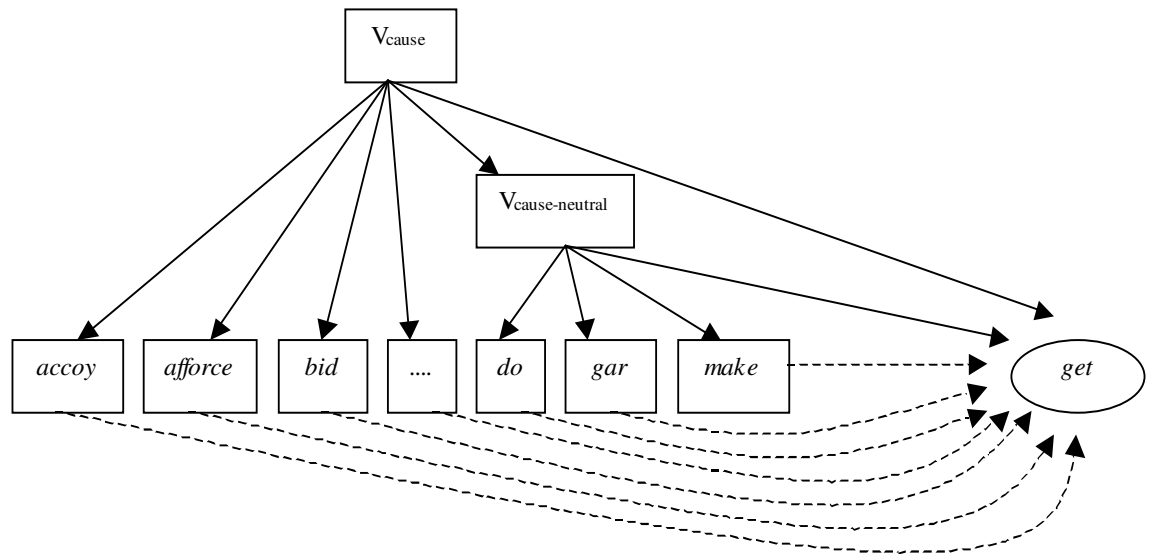 Vcause
Vcause-neutral
accoy afforce bid .... do gar make get